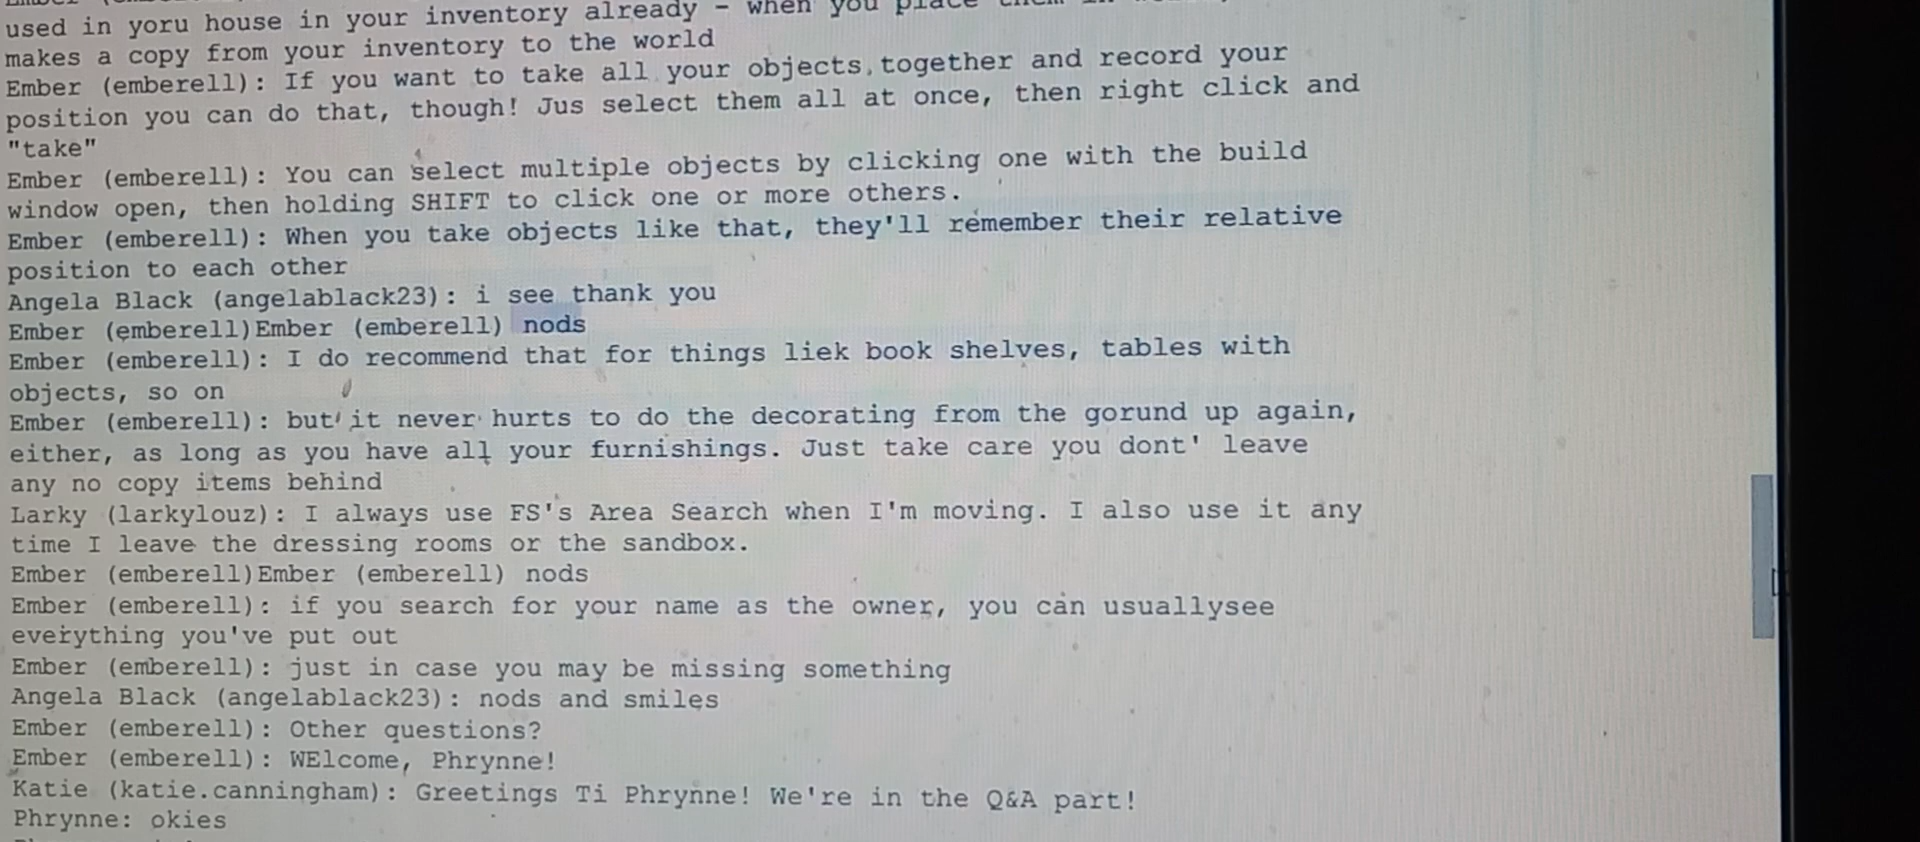 used in yoru house in your inventory already - when you place them in
makes a copy from your inventory to the world
Ember (emberell): If you want to take all your objects together and record your
position you can do that, though! Jus select them all at once, then right click and
"take"
Ember (emberell): You can select multiple objects by clicking one with the build
window open, then holding SHIFT to click one or more others.
Ember (emberell): When you take objects like that, they'll remember their relative
position to each other
Angela Black (angelablack23): i see thank you
Ember (emberell)Ember (emberell) nods
Ember (emberell): I do recommend that for things liek book shelves, tables with
objects, so on
Ember (emberell): but it never hurts to do the decorating from the gorund up again,
either, as long as you have all your furnishings. Just take care you dont' leave
any no copy items behind
Larky (larkylouz): I always use FS's Area Search when I'm moving. I also use it any
time I leave the dressing rooms or the sandbox.
Ember (emberell)Ember (emberell) nods
Ember (emberell): if you search for your name as the owner, you can usuallysee
everything you've put out
Ember (emberell): just in case you may be missing something
Angela Black (angelablack23): nods and smiles
Ember (emberell): Other questions?
Ember (emberell): WElcome, Phrynne!
Katie (katie.canningham): Greetings Ti Phrynne! We're in the Q&A part!
Phrynne: okies